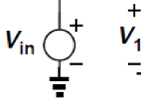 + +
Vin V1
− −